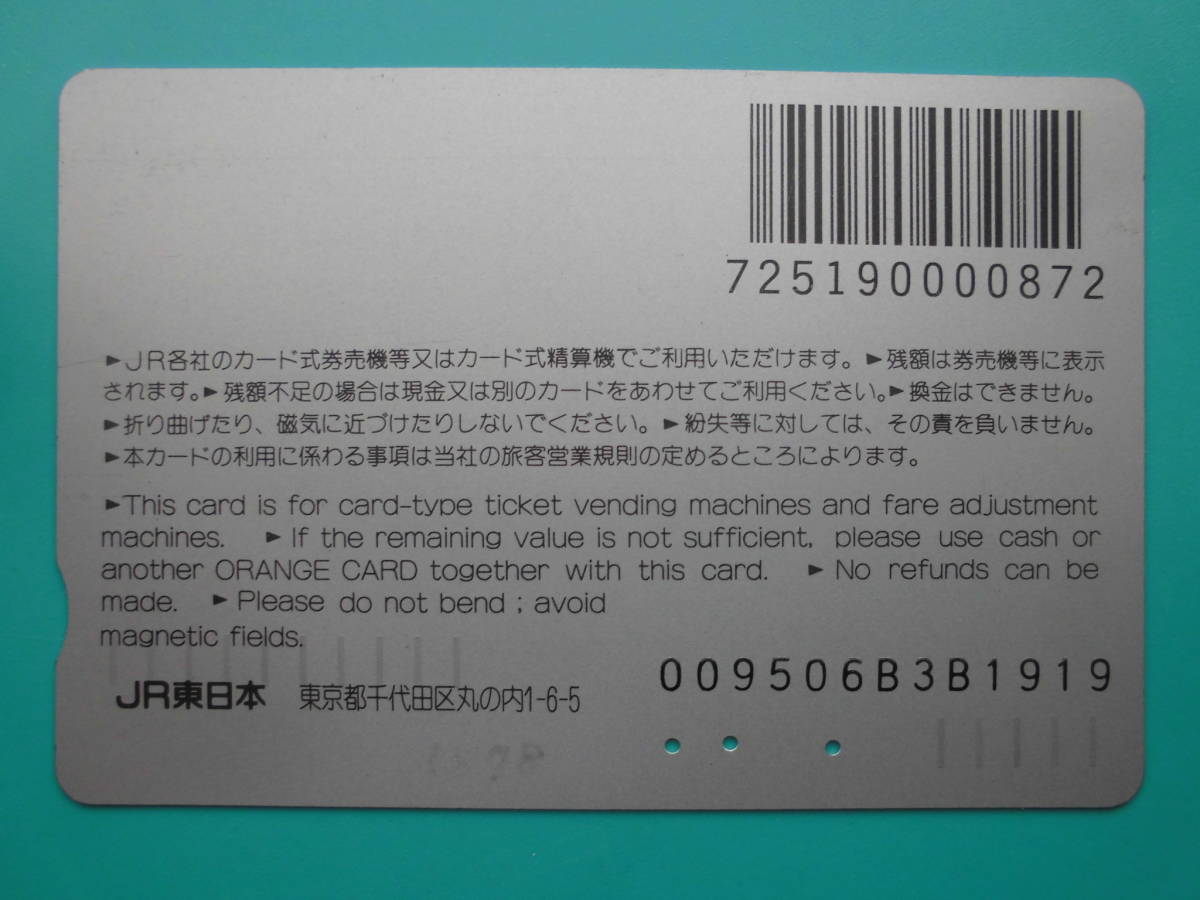 725190000872
►JR各社のカード式券売機等又はカード式精算機でご利用いただけます。►残額は券売機等に表示
されます。►残額不足の場合は現金又は別のカードをあわせてご利用ください。►換金はできません。
►折り曲げたり、磁気に近づけたりしないでください。►紛失等に対しては、その責を負いません。
►本カードの利用に係わる事項は当社の旅客営業規則の定めるところによります。
►This card is for card-type ticket vending machines and fare adjustment
machines. ►If the remaining value is not sufficient, please use cash or
another ORANGE CARD together with this card. ►No refunds can be
made. ►Please do not bend ; avoid
magnetic fields.
009506B3B1919
JR東日本 東京都千代田区丸の内1-6-5